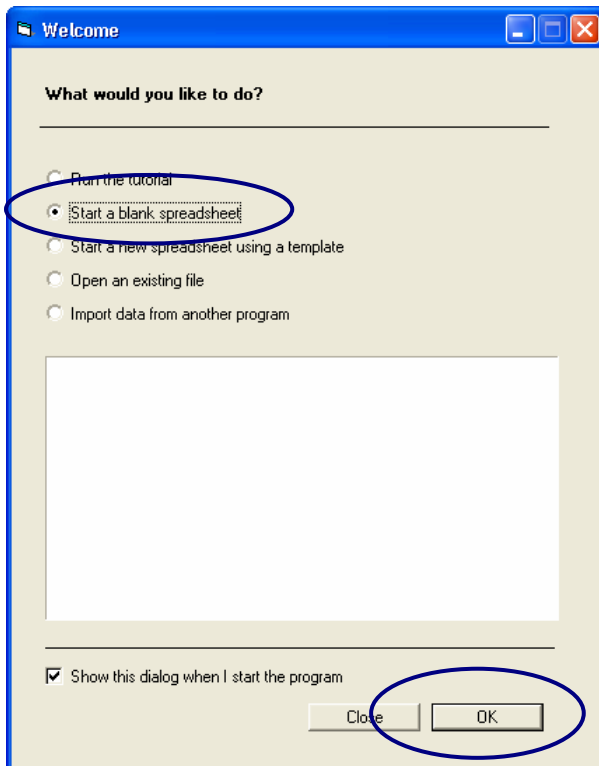 Welcome
What would you like to do?
Run the tutorial
Start a blank spreadsheet
Start a new spreadsheet using a template
Open an existing file
Import data from another program
Show this dialog when I start the program
Close OK